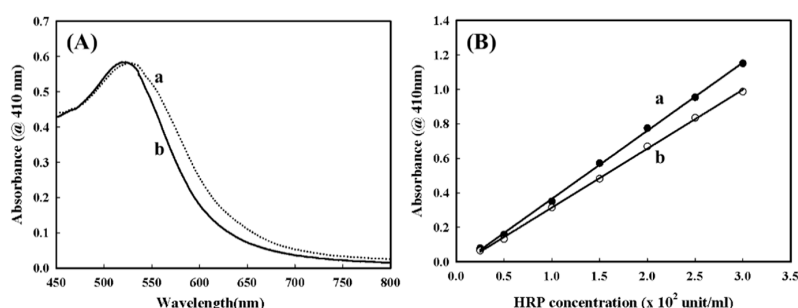 (A)
Absorbance (@ 410 nm)
0.7
0.6
0.5
0.4
0.3
0.2
0.1
0.0
a
b
450 500 550 600 650 700 750 800
Wavelength(nm)
(B)
Absorbance (@ 410nm)
1.4
1.2
1.0
0.8
0.6
0.4
0.2
0.0
a
b
0.0 0.5 1.0 1.5 2.0 2.5 3.0 3.5
HRP concentration (x 10² unit/ml)